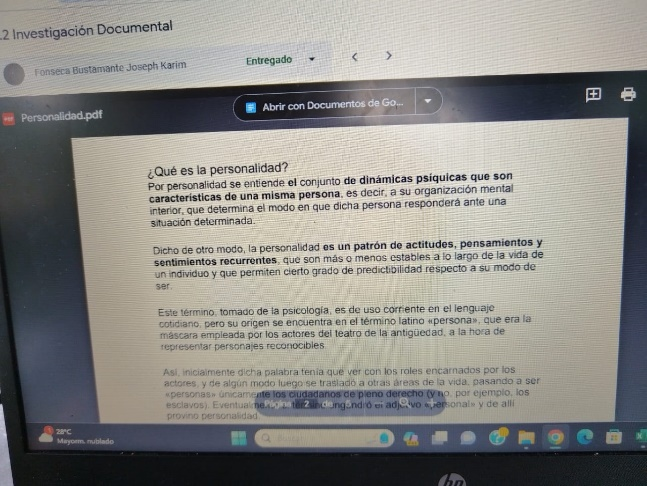 .2 Investigación Documental
Fonseca Bustamante Joseph Karim
Entregado
Personalidad.pdf
Abrir con Documentos de Go...
¿Qué es la personalidad?
Por personalidad se entiende el conjunto de dinámicas psíquicas que son
características de una misma persona, es decir, a su organización mental
interior, que determina el modo en que dicha persona responderá ante una
situación determinada.
Dicho de otro modo, la personalidad es un patrón de actitudes, pensamientos y
sentimientos recurrentes, que son más o menos estables a lo largo de la vida de
un individuo y que permiten cierto grado de predictibilidad respecto a su modo de
ser.
Este término, tomado de la psicología, es de uso corriente en el lenguaje
cotidiano, pero su origen se encuentra en el término latino «persona», que era la
máscara empleada por los actores del teatro de la antigüedad, a la hora de
representar personajes reconocibles.
Así, inicialmente dicha palabra tenía que ver con los roles encarnados por los
actores, y de algún modo luego se trasladó a otras áreas de la vida, pasando a ser
«personas» únicamente los ciudadanos de pleno derecho (y no, por ejemplo, los
esclavos). engendró el adjetivo «personal» y de allí
provino personalidad.
28°C
Mayorm. nublado
hp